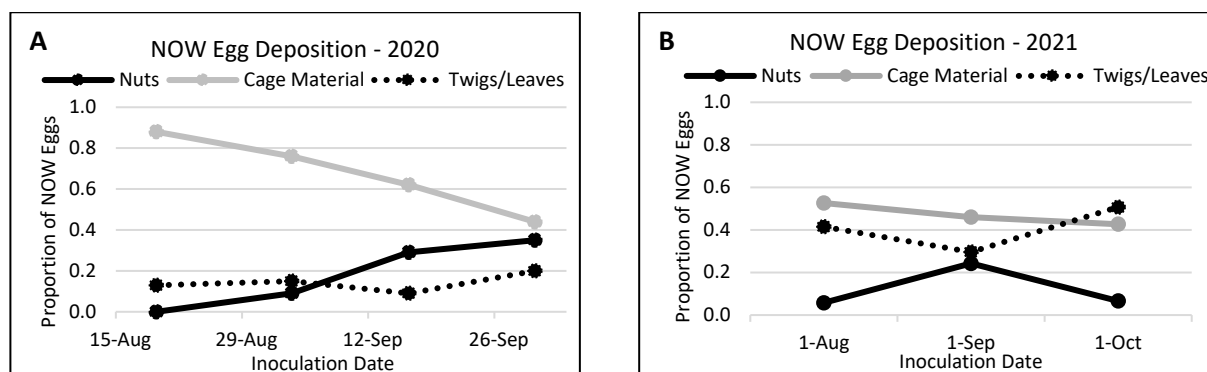 A
NOW Egg Deposition - 2020
Nuts Cage Material Twigs/Leaves
Proportion of NOW Eggs
1.0
0.8
0.6
0.4
0.2
0.0
15-Aug 29-Aug 12-Sep 26-Sep
Inoculation Date
B
NOW Egg Deposition - 2021
Nuts Cage Material Twigs/Leaves
Proportion of NOW Eggs
1.0
0.8
0.6
0.4
0.2
0.0
1-Aug 1-Sep 1-Oct
Inoculation Date